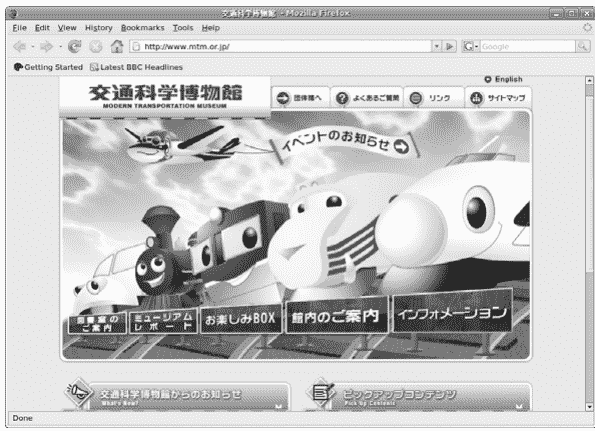 交通科学博物館 - Mozilla Firefox
File Edit View History Bookmarks Tools Help
http://www.mtm.or.jp/
Google
Getting Started Latest BBC Headlines
English
交通科学博物館
MODERN TRANSPORTATION MUSEUM
団体様へ
よくあるご質問
リンク
サイトマップ
イベントのお知らせ
のご案内
ミュージアムレポート
お楽しみBOX
館内のご案内
インフォメーション
交通科学博物館からのお知らせ
What's New?
ピックアップコンテンツ
Pick up Contents
Done